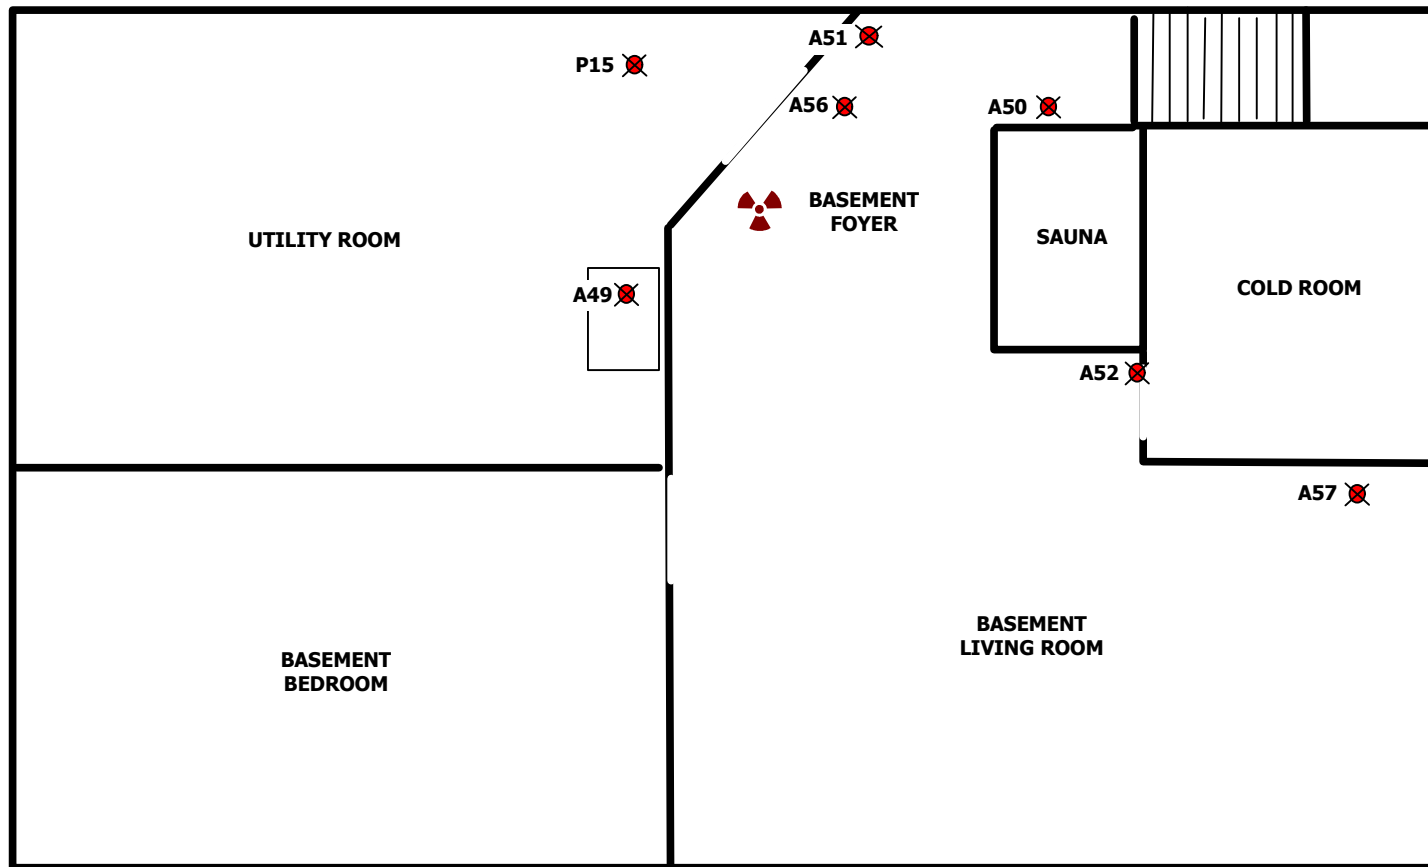 A51
P15
A56
A50
BASEMENT
FOYER
UTILITY ROOM
SAUNA
COLD ROOM
A49
A52
A57
BASEMENT
LIVING ROOM
BASEMENT
BEDROOM